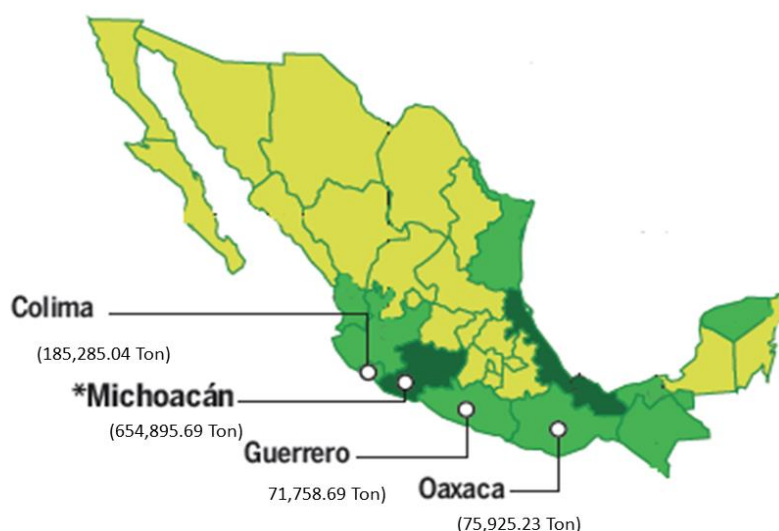 Colima
(185,285.04 Ton)
*Michoacán
(654,895.69 Ton)
Guerrero
71,758.69 Ton)
Oaxaca
(75,925.23 Ton)